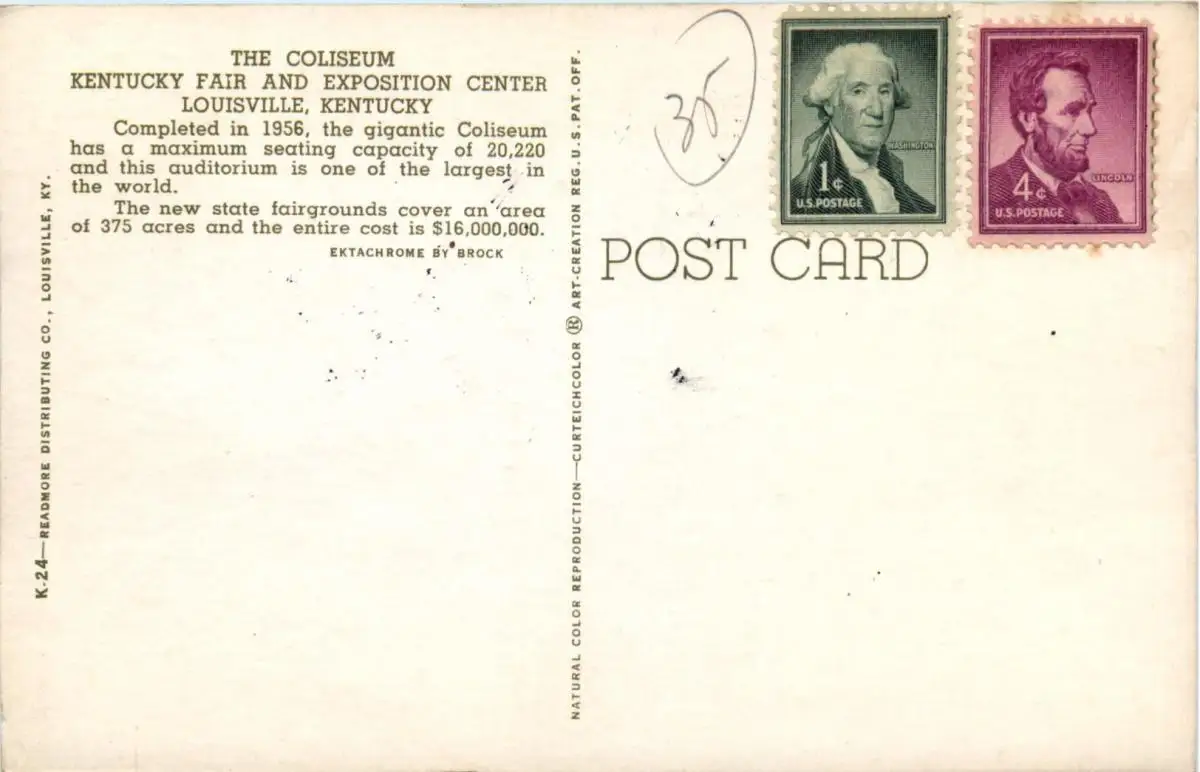 THE COLISEUM
KENTUCKY FAIR AND EXPOSITION CENTER
LOUISVILLE, KENTUCKY
Completed in 1956, the gigantic Coliseum
has a maximum seating capacity of 20,220
and this auditorium is one of the largest in
the world.
The new state fairgrounds cover an area
of 375 acres and the entire cost is $16,000,000.
EKTACHROME BY BROCK
K-24—READMORE DISTRIBUTING CO., LOUISVILLE, KY.
NATURAL COLOR REPRODUCTION—CURTEICHCOLOR ® ART-CREATION REG. U.S. PAT. OFF.
35
WASHINGTON
1¢
U.S. POSTAGE
LINCOLN
4¢
U.S. POSTAGE
POST CARD